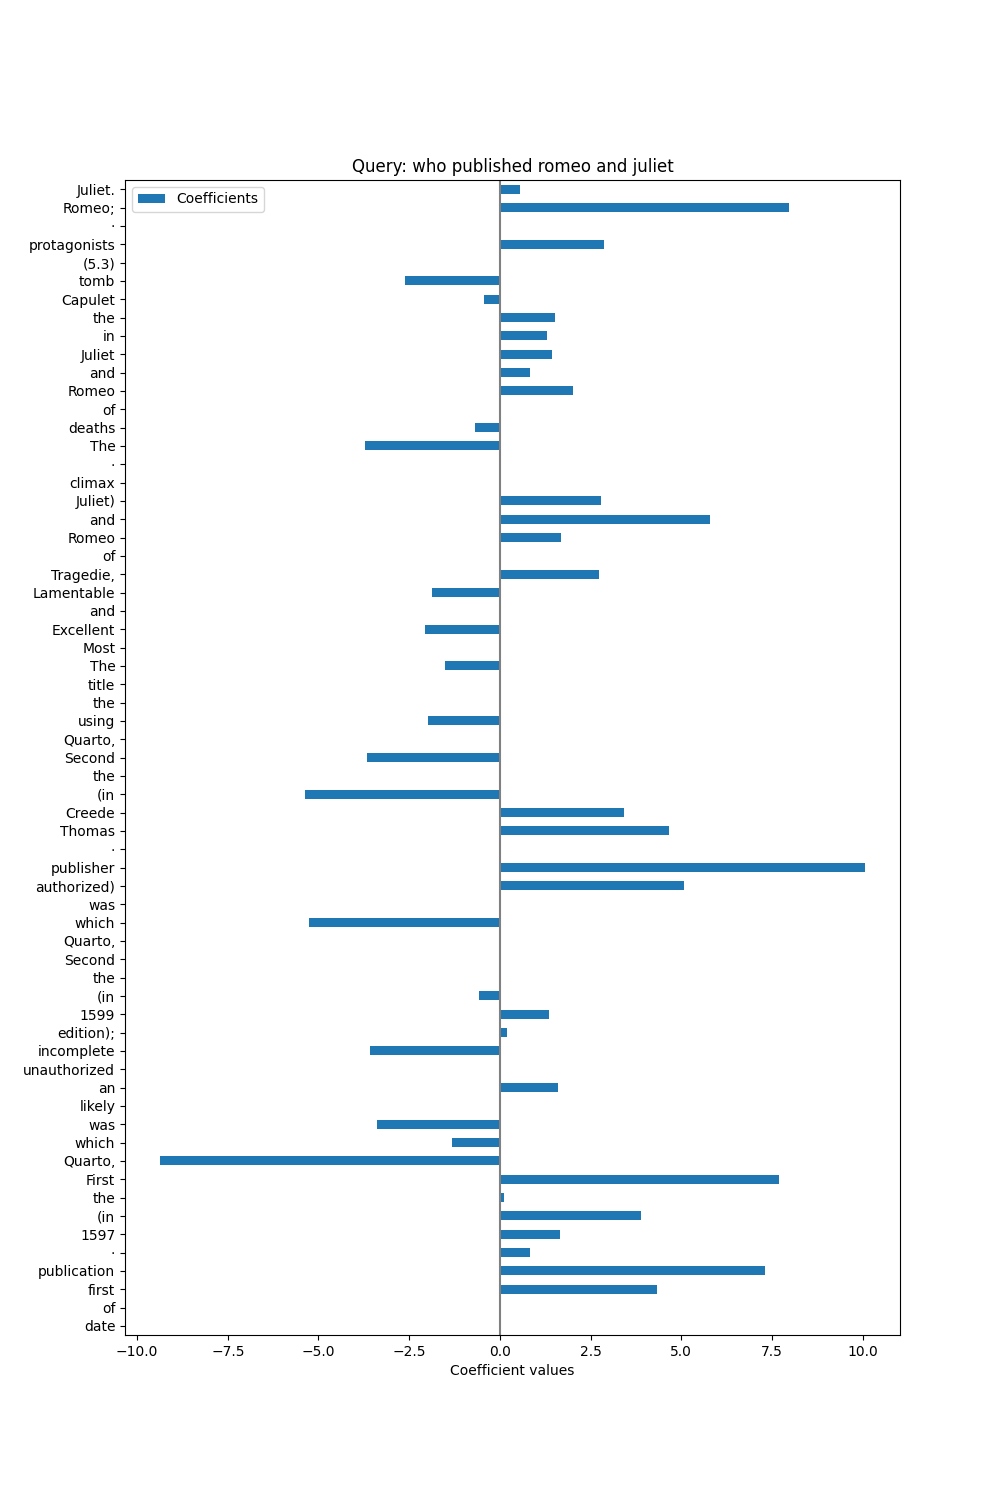 Query: who published romeo and juliet
Coefficients
Juliet.
Romeo;
.
protagonists
(5.3)
tomb
Capulet
the
in
Juliet
and
Romeo
of
deaths
The
.
climax
Juliet)
and
Romeo
of
Tragedie,
Lamentable
and
Excellent
Most
The
title
the
using
Quarto,
Second
the
(in
Creede
Thomas
.
publisher
authorized)
was
which
Quarto,
Second
the
(in
1599
edition);
incomplete
unauthorized
an
likely
was
which
Quarto,
First
the
(in
1597
.
publication
first
of
date
−10.0 −7.5 −5.0 −2.5 0.0 2.5 5.0 7.5 10.0
Coefficient values